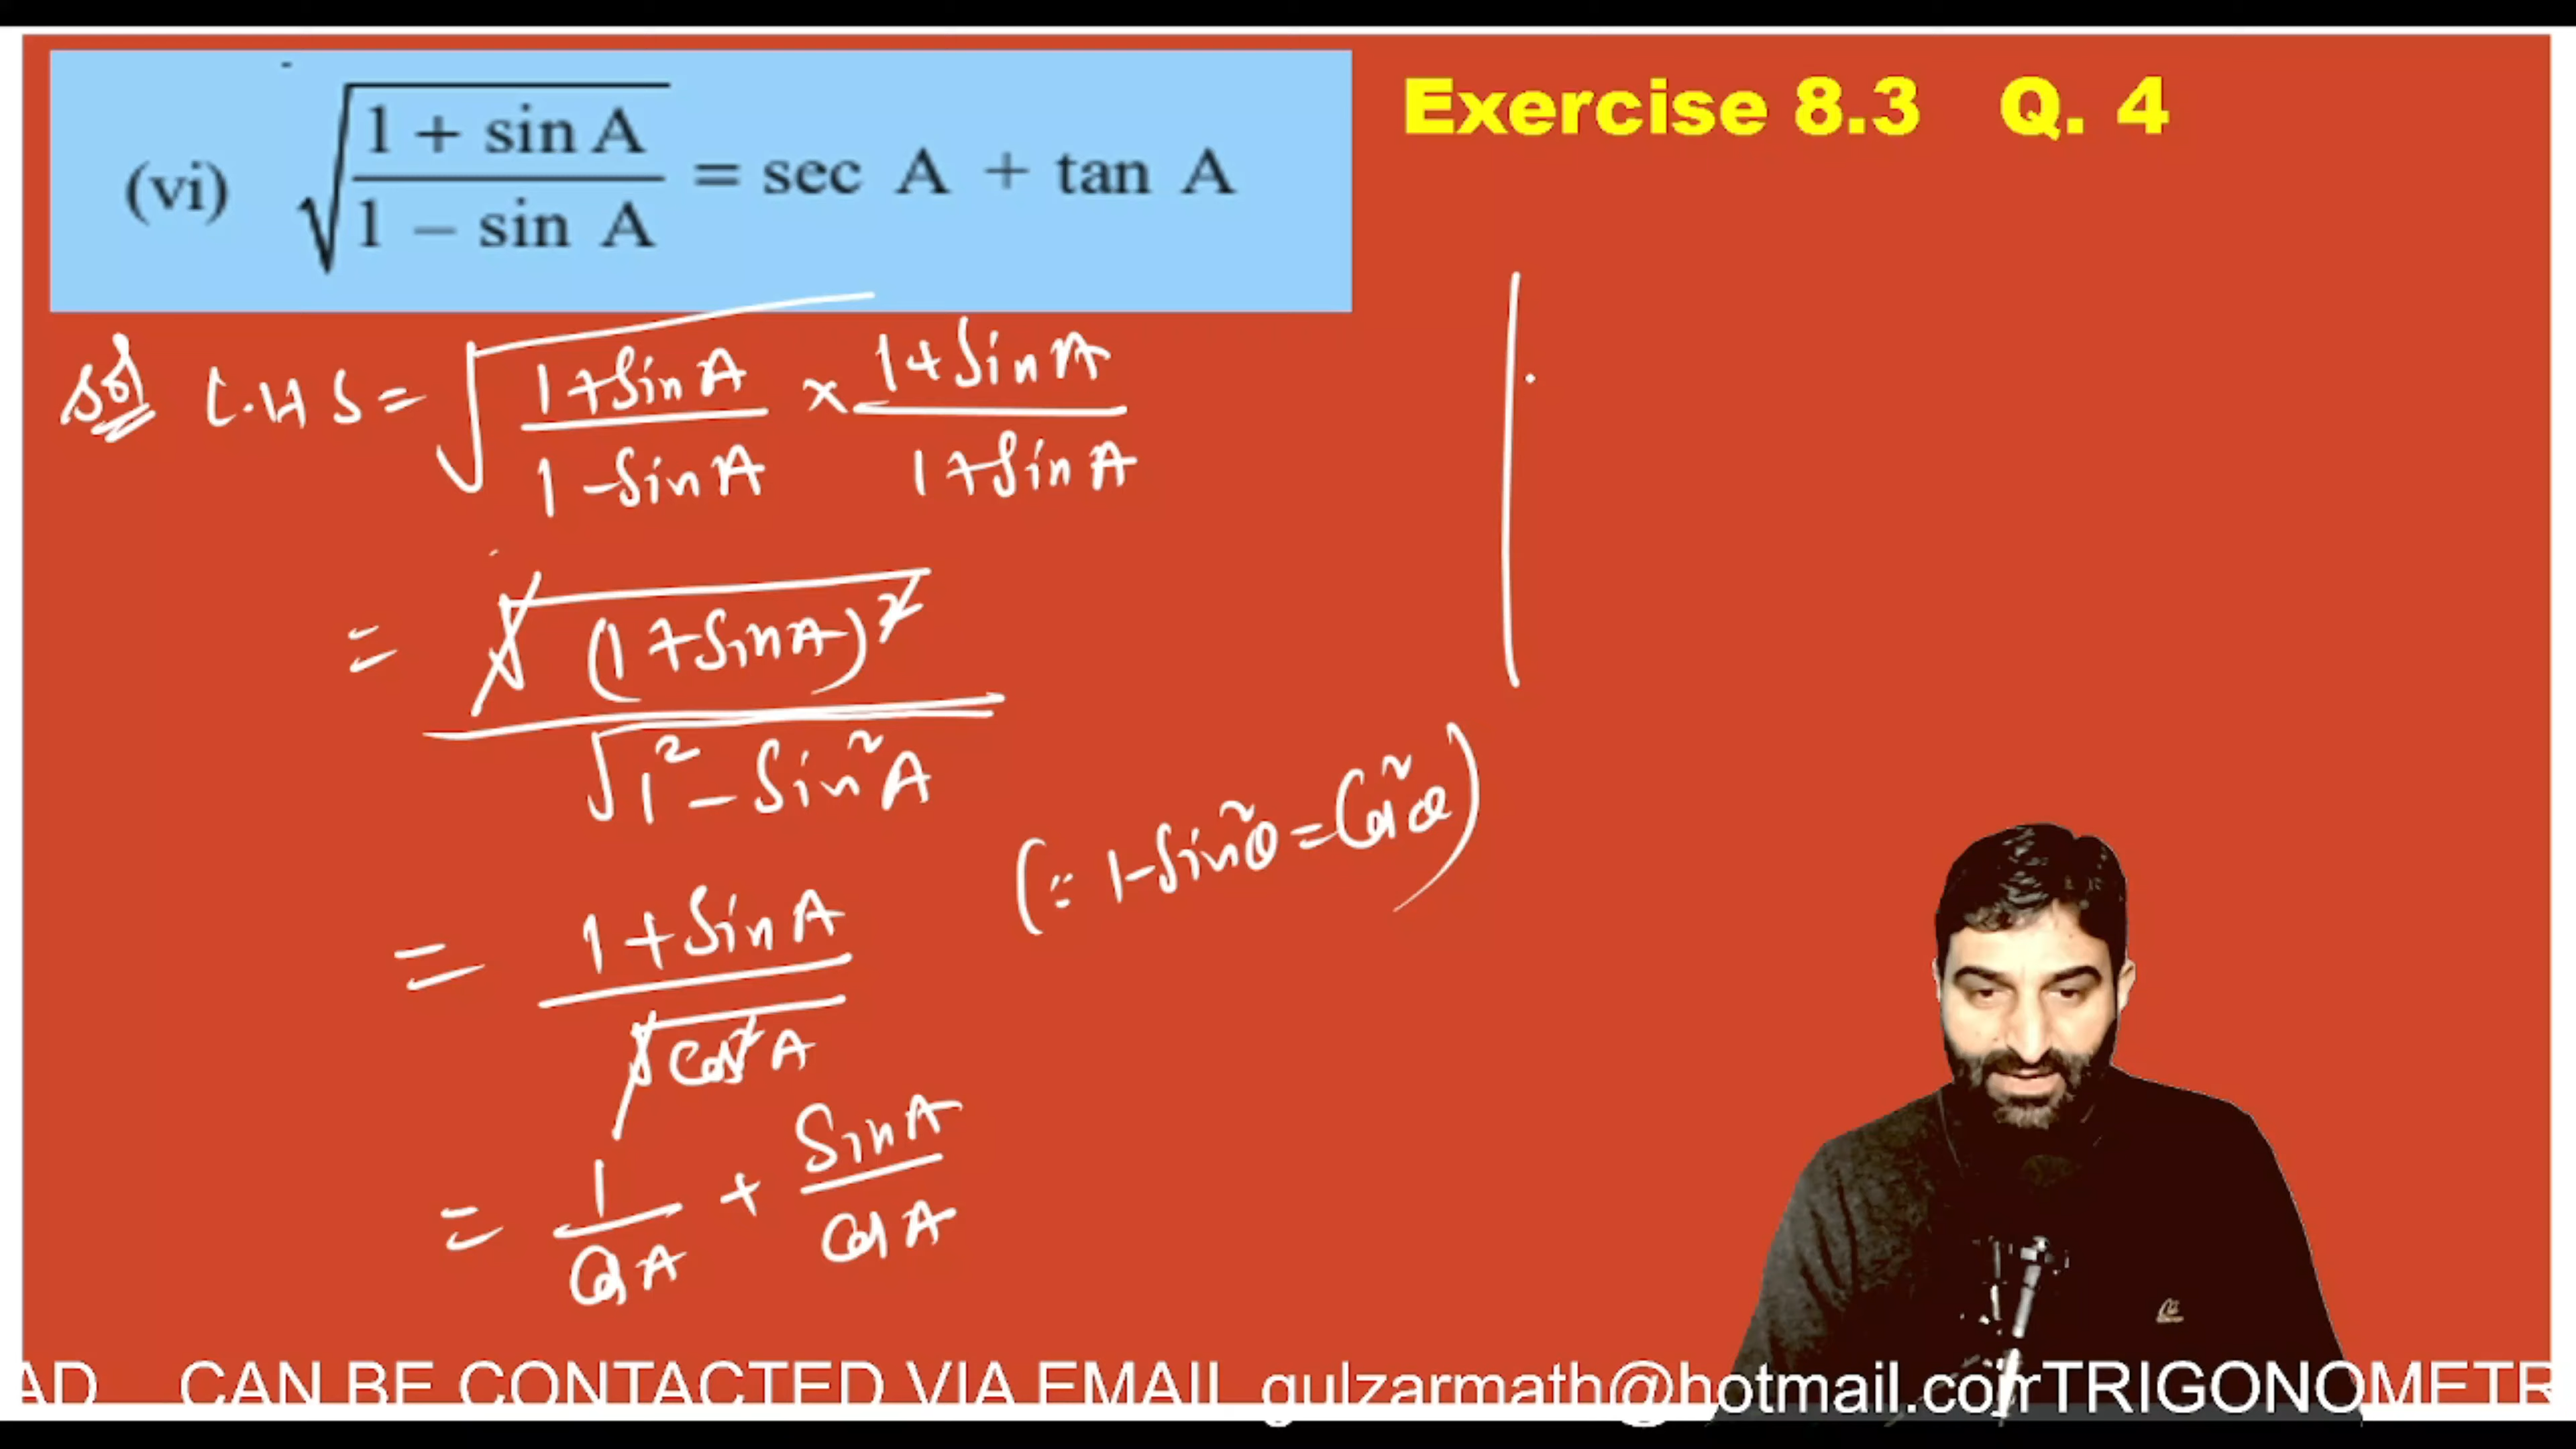 Exercise 8.3 Q. 4
(vi) √((1 + sin A)/(1 – sin A)) = sec A + tan A
Sol L.H.S = √((1+SinA)/(1-SinA) × (1+SinA)/(1+SinA))
= √((1+SinA)²)/√(1² - Sin²A)
= (1+SinA)/√(Cos²A) (∵ 1-Sin²θ = Cos²θ)
= 1/CosA + SinA/CosA
AD CAN BE CONTACTED VIA EMAIL gulzarmath@hotmail.com TRIGONOMETR